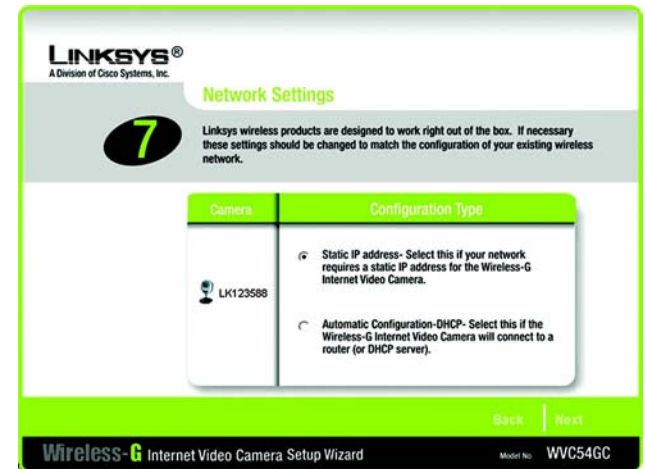 LINKSYS®
A Division of Cisco Systems, Inc.
Network Settings
7
Linksys wireless products are designed to work right out of the box. If necessary
these settings should be changed to match the configuration of your existing wireless
network.
Camera
Configuration Type
LK123588
Static IP address- Select this if your network
requires a static IP address for the Wireless-G
Internet Video Camera.
Automatic Configuration-DHCP- Select this if the
Wireless-G Internet Video Camera will connect to a
router (or DHCP server).
Back
Next
Wireless-G Internet Video Camera Setup Wizard
Model No. WVC54GC